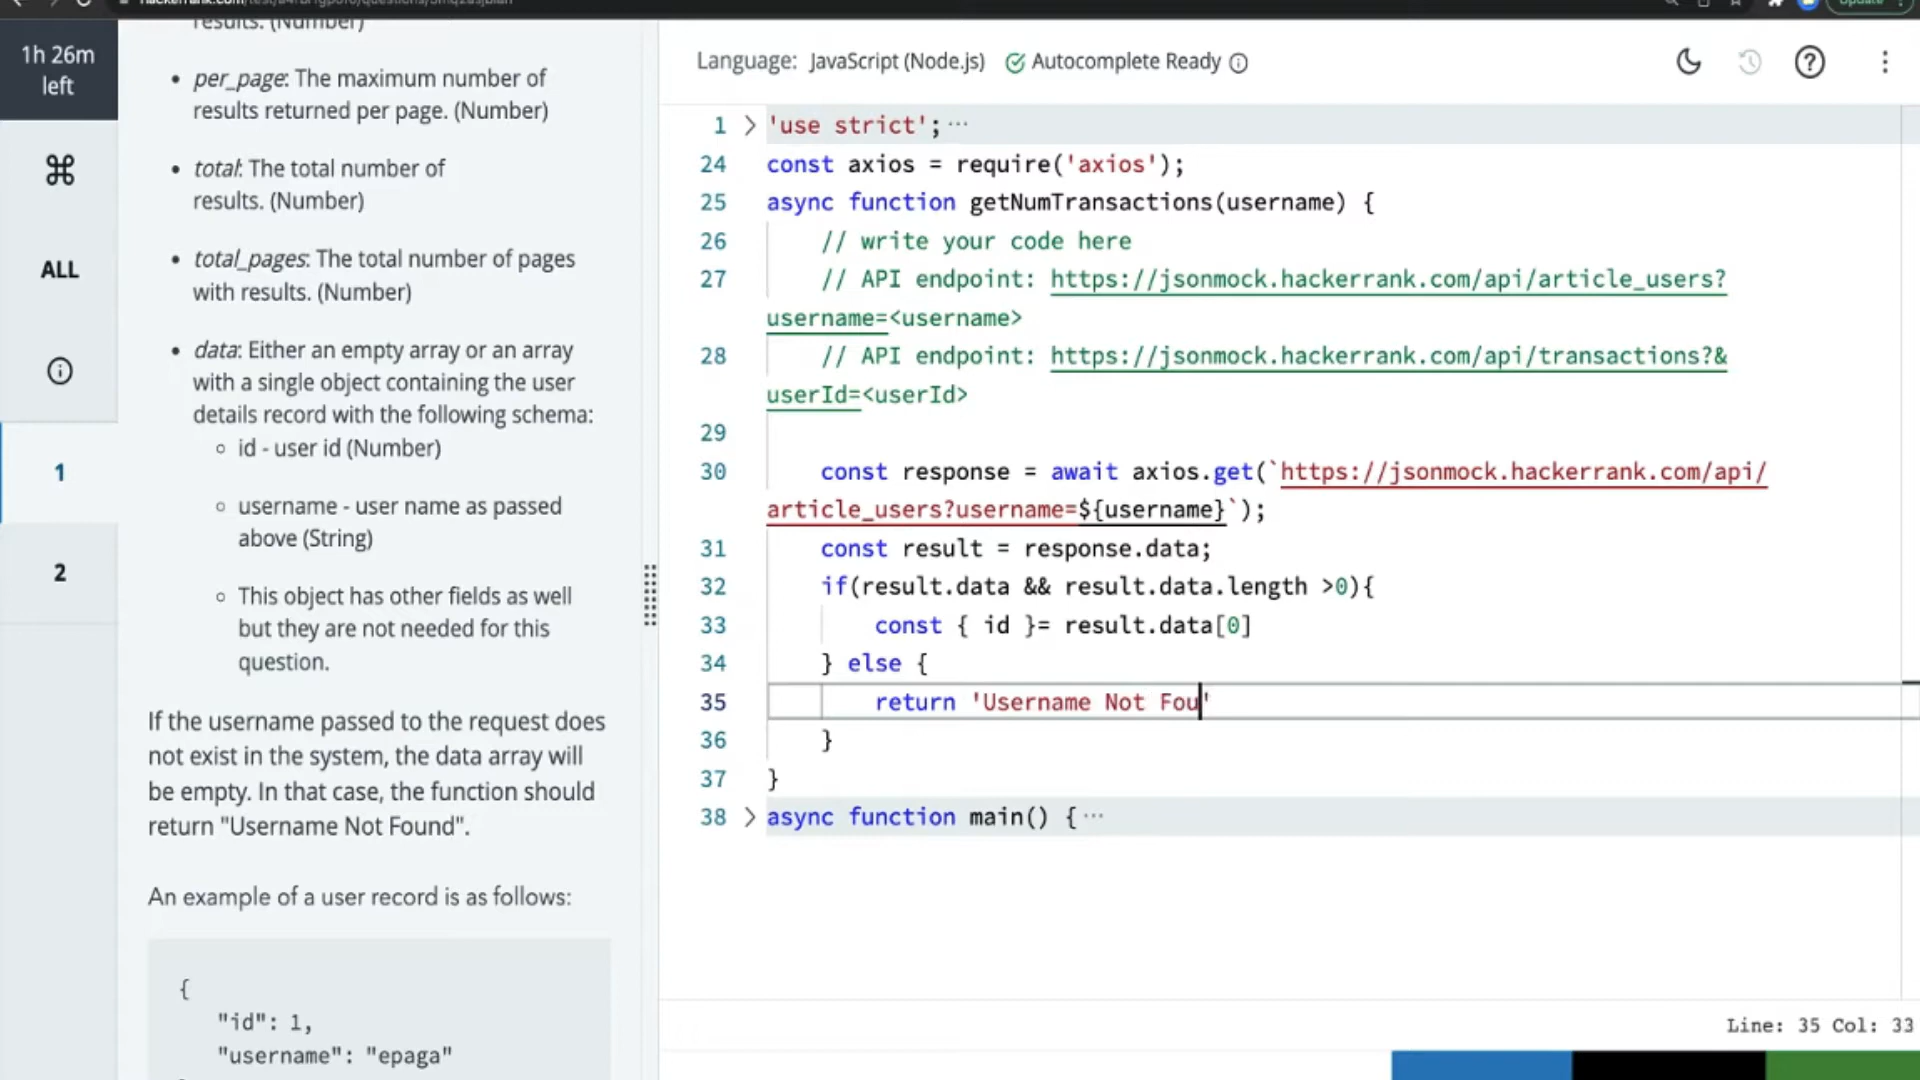 1h 26m
left
ALL
1
2
results. (Number)
• per_page: The maximum number of
results returned per page. (Number)
• total: The total number of
results. (Number)
• total_pages: The total number of pages
with results. (Number)
• data: Either an empty array or an array
with a single object containing the user
details record with the following schema:
id - user id (Number)
username - user name as passed
above (String)
This object has other fields as well
but they are not needed for this
question.
If the username passed to the request does
not exist in the system, the data array will
be empty. In that case, the function should
return "Username Not Found".
An example of a user record is as follows:
{
"id": 1,
"username": "epaga"
Language: JavaScript (Node.js) Autocomplete Ready
1 'use strict';
24 const axios = require('axios');
25 async function getNumTransactions(username) {
26 // write your code here
27 // API endpoint: https://jsonmock.hackerrank.com/api/article_users?
username=<username>
28 // API endpoint: https://jsonmock.hackerrank.com/api/transactions?&
userId=<userId>
29
30 const response = await axios.get(`https://jsonmock.hackerrank.com/api/
article_users?username=${username}`);
31 const result = response.data;
32 if(result.data && result.data.length >0){
33 const { id }= result.data[0]
34 } else {
35 return 'Username Not Fou'
36 }
37 }
38 async function main() {
Line: 35 Col: 33